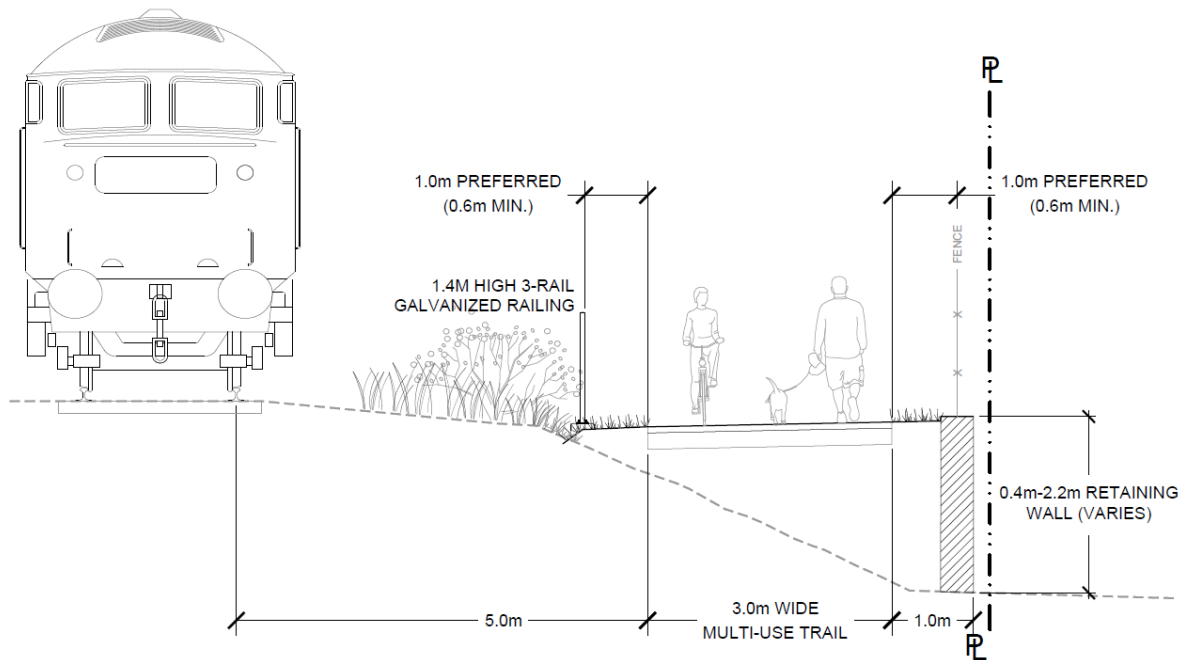 PL
1.0m PREFERRED
(0.6m MIN.)
1.0m PREFERRED
(0.6m MIN.)
FENCE
1.4M HIGH 3-RAIL
GALVANIZED RAILING
0.4m-2.2m RETAINING
WALL (VARIES)
5.0m
3.0m WIDE
MULTI-USE TRAIL
1.0m
PL